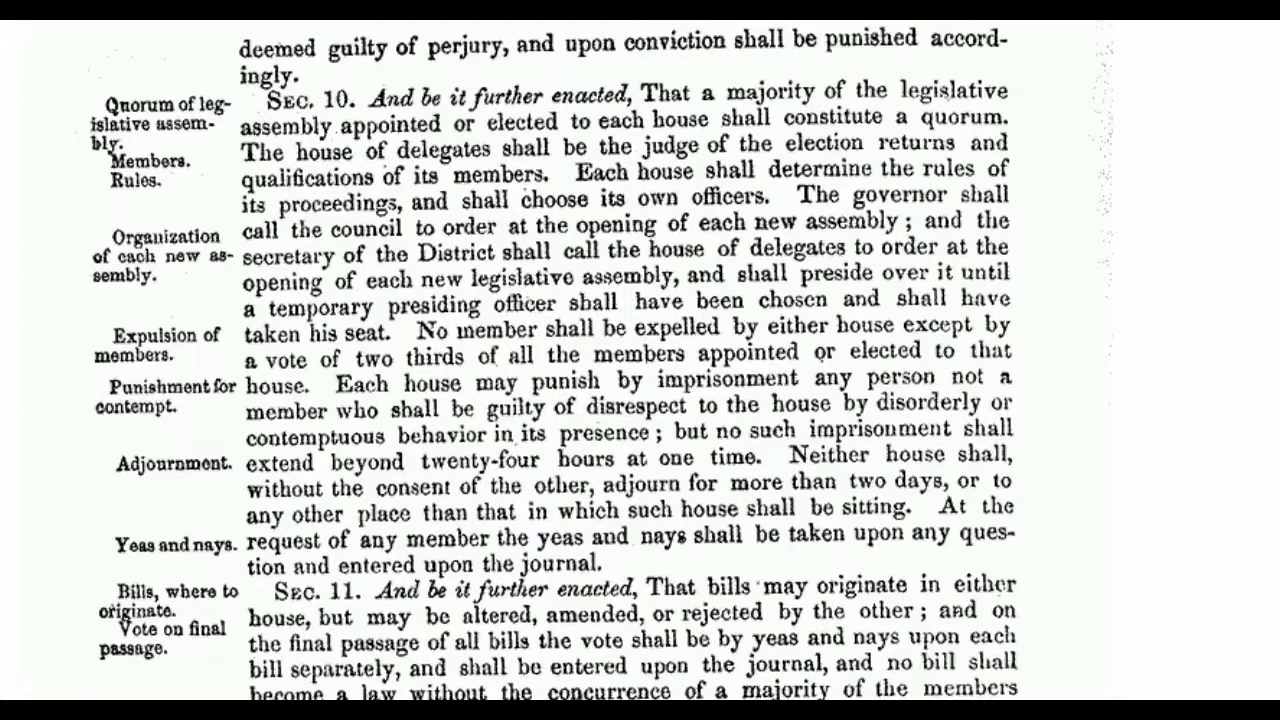 deemed guilty of perjury, and upon conviction shall be punished accord-
ingly.
Quorum of leg-
islative assem-
bly.
Members.
Rules.
SEC. 10. And be it further enacted, That a majority of the legislative
assembly appointed or elected to each house shall constitute a quorum.
The house of delegates shall be the judge of the election returns and
qualifications of its members. Each house shall determine the rules of
its proceedings, and shall choose its own officers. The governor shall
Organization
of each new as-
sembly.
call the council to order at the opening of each new assembly; and the
secretary of the District shall call the house of delegates to order at the
opening of each new legislative assembly, and shall preside over it until
a temporary presiding officer shall have been chosen and shall have
Expulsion of
members.
taken his seat. No member shall be expelled by either house except by
a vote of two thirds of all the members appointed or elected to that
Punishment for
contempt.
house. Each house may punish by imprisonment any person not a
member who shall be guilty of disrespect to the house by disorderly or
contemptuous behavior in its presence; but no such imprisonment shall
Adjournment.
extend beyond twenty-four hours at one time. Neither house shall,
without the consent of the other, adjourn for more than two days, or to
any other place than that in which such house shall be sitting. At the
Yeas and nays.
request of any member the yeas and nays shall be taken upon any ques-
tion and entered upon the journal.
Bills, where to
originate.
Vote on final
passage.
SEC. 11. And be it further enacted, That bills may originate in either
house, but may be altered, amended, or rejected by the other; and on
the final passage of all bills the vote shall be by yeas and nays upon each
bill separately, and shall be entered upon the journal, and no bill shall
become a law without the concurrence of a majority of the members